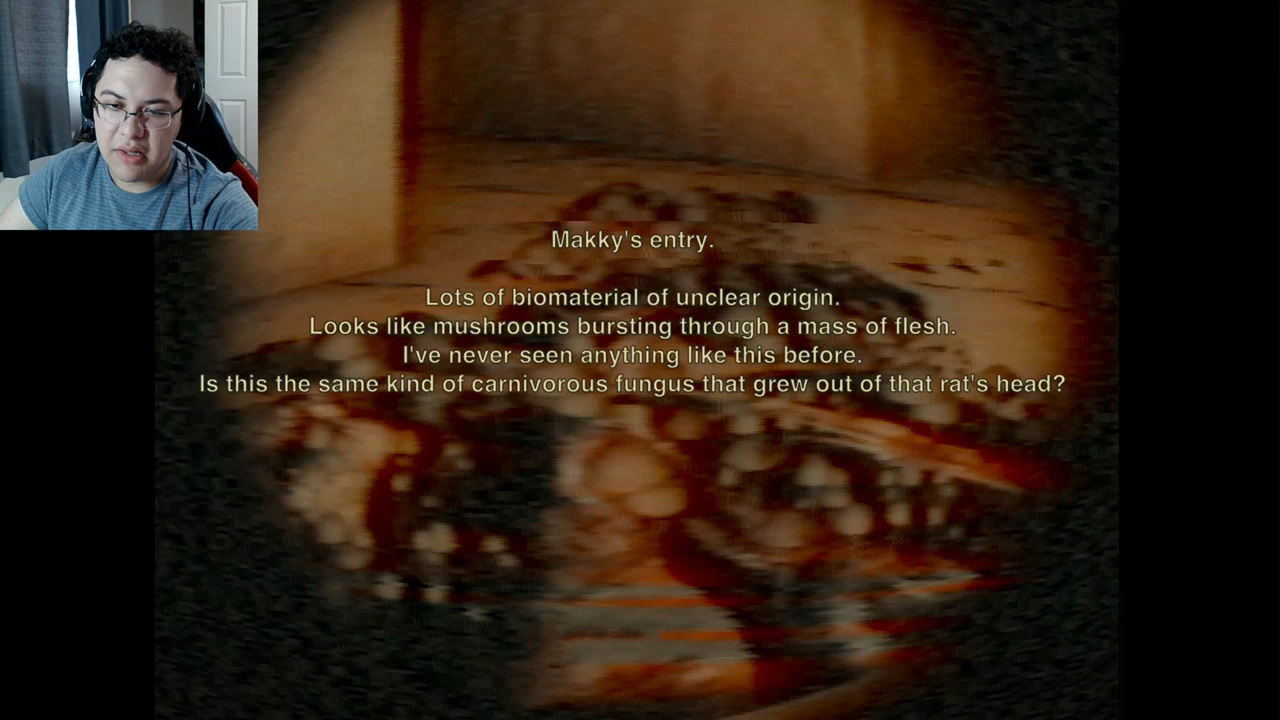 Makky's entry.
Lots of biomaterial of unclear origin.
Looks like mushrooms bursting through a mass of flesh.
I've never seen anything like this before.
Is this the same kind of carnivorous fungus that grew out of that rat's head?